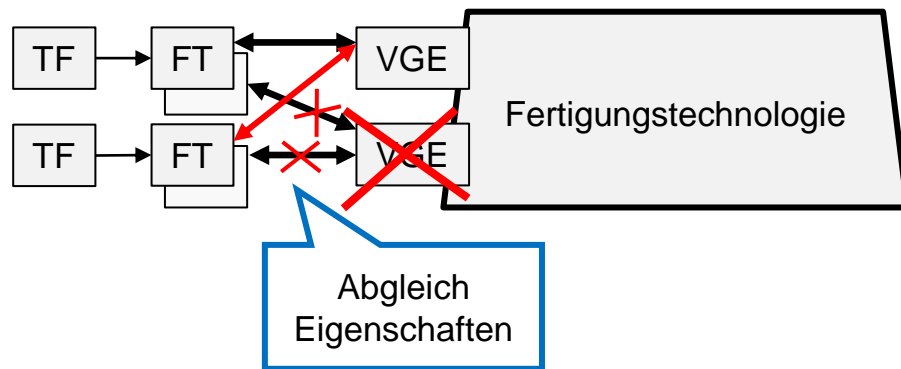 TF
FT
VGE
Fertigungstechnologie
TF
FT
VGE
Abgleich
Eigenschaften